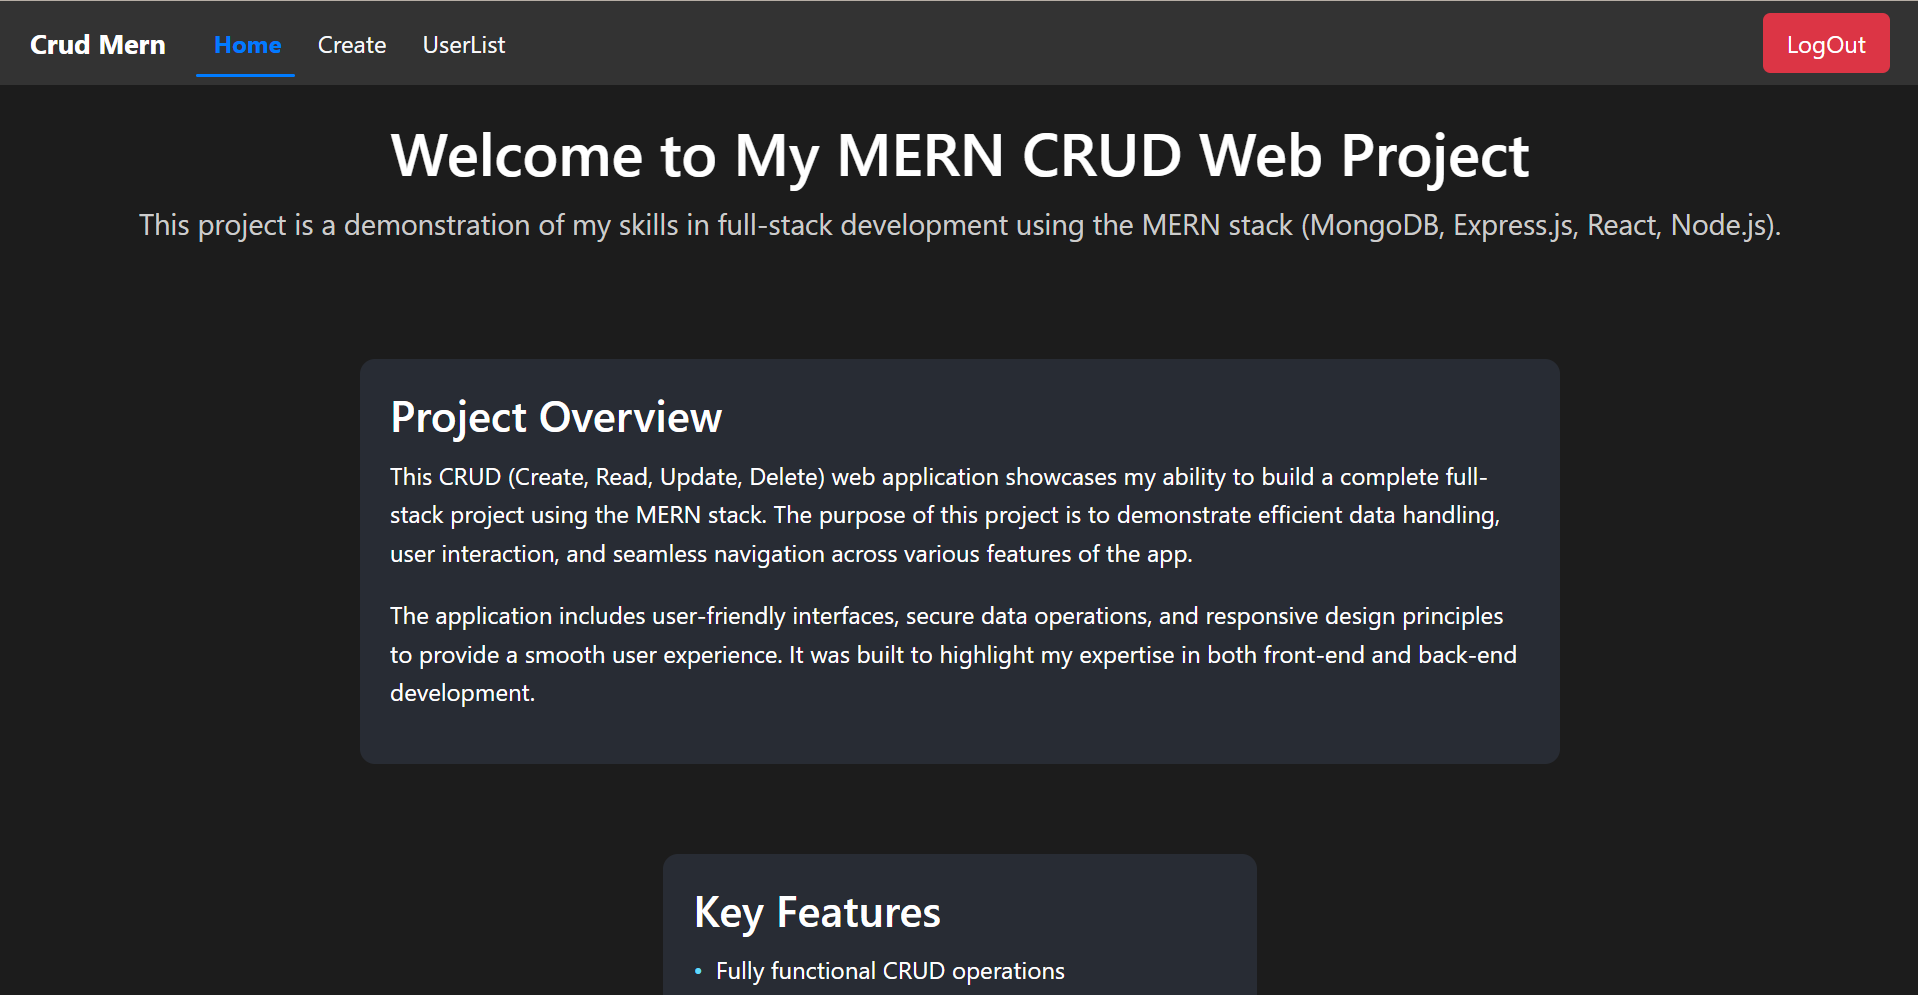 Crud Mern Home Create UserList LogOut
Welcome to My MERN CRUD Web Project
This project is a demonstration of my skills in full-stack development using the MERN stack (MongoDB, Express.js, React, Node.js).
Project Overview
This CRUD (Create, Read, Update, Delete) web application showcases my ability to build a complete full-
stack project using the MERN stack. The purpose of this project is to demonstrate efficient data handling,
user interaction, and seamless navigation across various features of the app.
The application includes user-friendly interfaces, secure data operations, and responsive design principles
to provide a smooth user experience. It was built to highlight my expertise in both front-end and back-end
development.
Key Features
• Fully functional CRUD operations